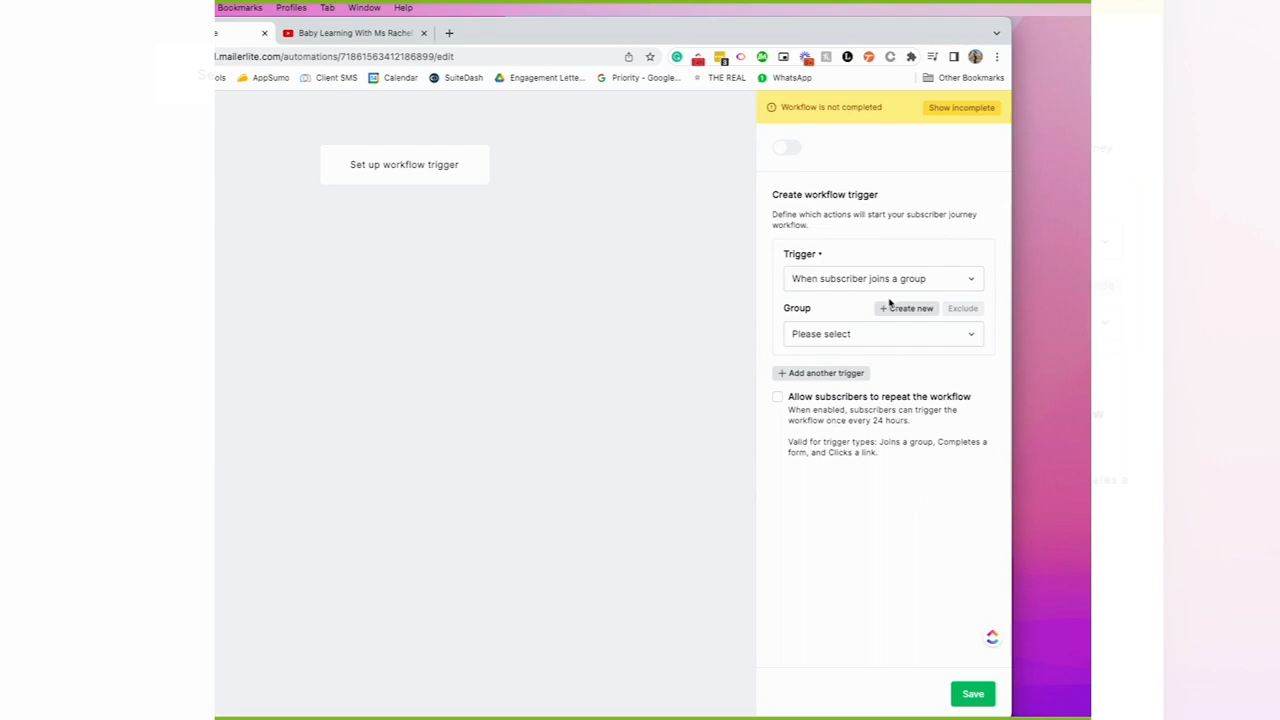 Bookmarks Profiles Tab Window Help
e Baby Learning With Ms Rachel
l.mailerlite.com/automations/71861563412186899/edit
ols AppSumo Client SMS Calendar SuiteDash Engagement Lette... Priority - Google... THE REAL WhatsApp Other Bookmarks
Workflow is not completed Show incomplete
Set up workflow trigger
Create workflow trigger
Define which actions will start your subscriber journey
workflow.
Trigger •
When subscriber joins a group
Group + Create new Exclude
Please select
+ Add another trigger
Allow subscribers to repeat the workflow
When enabled, subscribers can trigger the
workflow once every 24 hours.
Valid for trigger types: Joins a group, Completes a
form, and Clicks a link.
Save